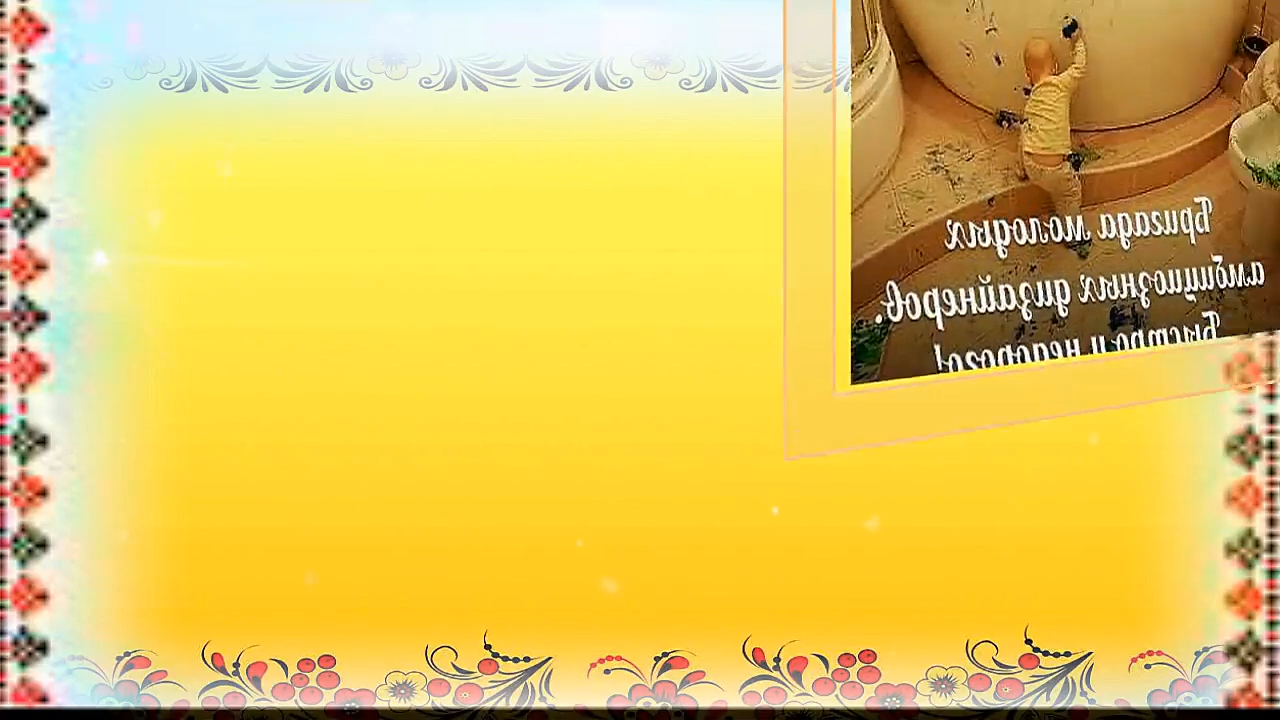 Бригада молодых
амбициозных дизайнеров.
Быстро и недорого!